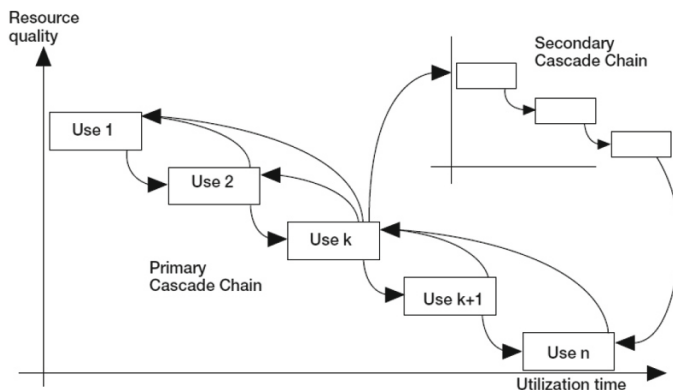 Resource
quality
Secondary
Cascade Chain
Use 1
Use 2
Use k
Primary
Cascade Chain
Use k+1
Use n
Utilization time